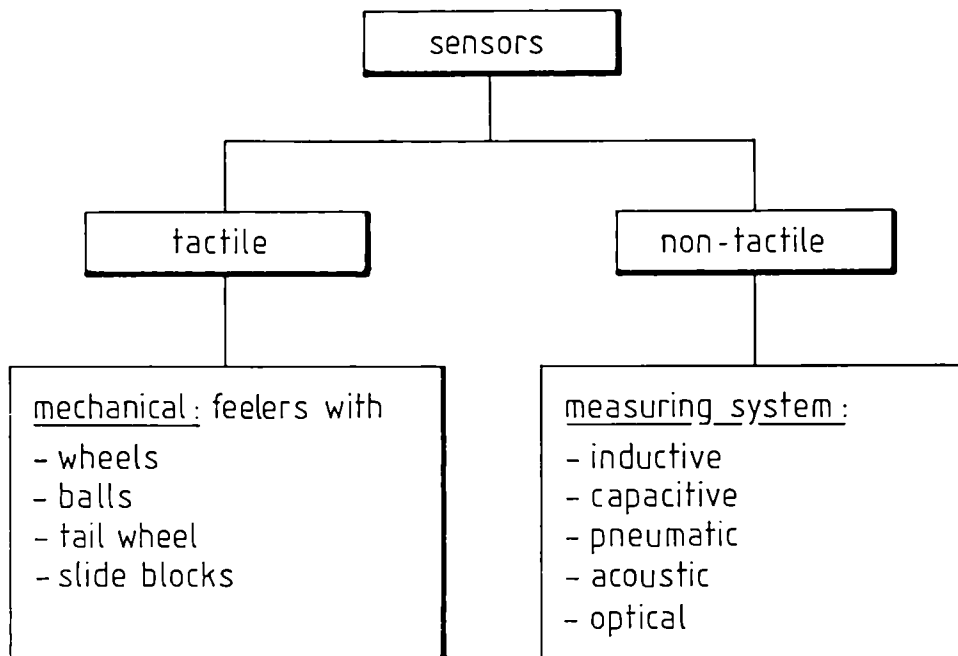 sensors
tactile
non-tactile
mechanical: feelers with
- wheels
- balls
- tail wheel
- slide blocks
measuring system:
- inductive
- capacitive
- pneumatic
- acoustic
- optical